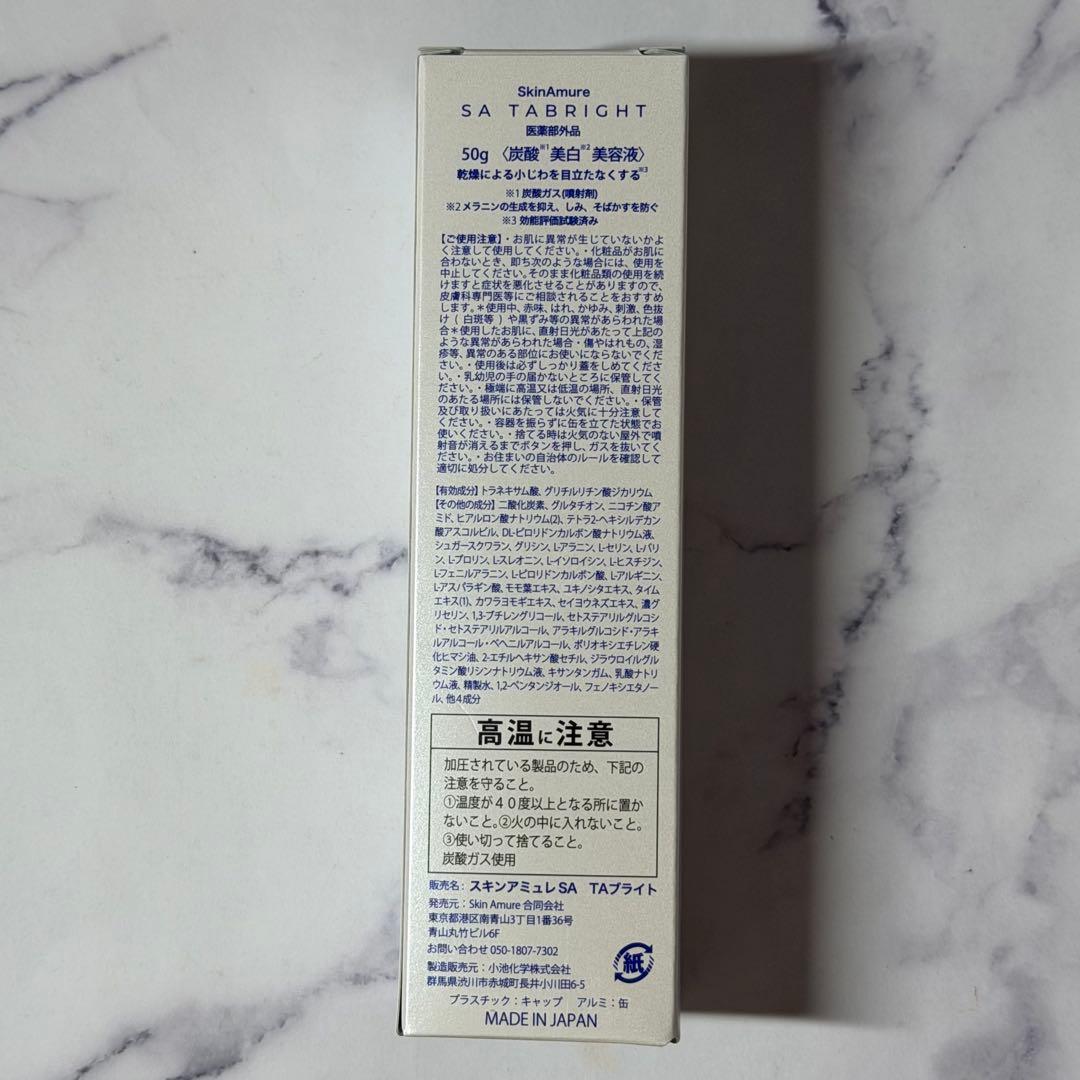 SkinAmure
SA TABRIGHT
医薬部外品
50g 〈炭酸※1美白※2美容液〉
乾燥による小じわを目立たなくする※3
※1 炭酸ガス(噴射剤)
※2 メラニンの生成を抑え、しみ、そばかすを防ぐ
※3 効能評価試験済み
【ご使用注意】・お肌に異常が生じていないかよ
く注意して使用してください。・化粧品がお肌に
合わないとき、即ち次のような場合には、使用を
中止してください。そのまま化粧品類の使用を続
けますと症状を悪化させることがありますので、
皮膚科専門医等にご相談されることをおすすめ
します。＊使用中、赤味、はれ、かゆみ、刺激、色抜
け(白斑等)や黒ずみ等の異常があらわれた場
合＊使用したお肌に、直射日光があたって上記の
ような異常があらわれた場合・傷やはれもの、湿
疹等、異常のある部位にお使いにならないでくだ
さい。・使用後は必ずしっかり蓋をしめてくださ
い。・乳幼児の手の届かないところに保管してく
ださい。・極端に高温又は低温の場所、直射日光
のあたる場所には保管しないでください。・保管
及び取り扱いにあたっては火気に十分注意して
ください。・容器を振らずに缶を立てた状態でお
使いください。・捨てる時は火気のない屋外で噴
射音が消えるまでボタンを押し、ガスを抜いてく
ださい。・お住まいの自治体のルールを確認して
適切に処分してください。
【有効成分】トラネキサム酸、グリチルリチン酸ジカリウム
【その他の成分】二酸化炭素、グルタチオン、ニコチン酸ア
ミド、ヒアルロン酸ナトリウム(2)、テトラ2-ヘキシルデカン
酸アスコルビル、DL-ピロリドンカルボン酸ナトリウム液、
シュガースクワラン、グリシン、L-アラニン、L-セリン、L-バリ
ン、L-プロリン、L-スレオニン、L-イソロイシン、L-ヒスチジン、
L-フェニルアラニン、L-ピロリドンカルボン酸、L-アルギニン、
L-アスパラギン酸、モモ葉エキス、ユキノシタエキス、タイム
エキス(1)、カワラヨモギエキス、セイヨウネズエキス、濃グ
リセリン、1,3-ブチレングリコール、セトステアリルグルコシ
ド・セトステアリルアルコール、アラキルグルコシド・アラキ
ルアルコール・ベヘニルアルコール、ポリオキシエチレン硬
化ヒマシ油、2-エチルヘキサン酸セチル、ジラウロイルグル
タミン酸リシンナトリウム液、キサンタンガム、乳酸ナトリ
ウム液、精製水、1,2-ペンタンジオール、フェノキシエタノー
ル、他4成分
高温に注意
加圧されている製品のため、下記の
注意を守ること。
①温度が４０度以上となる所に置か
ないこと。②火の中に入れないこと。
③使い切って捨てること。
炭酸ガス使用
販売名：スキンアミュレSA TAブライト
発売元：Skin Amure 合同会社
東京都港区南青山3丁目1番36号
青山丸竹ビル6F
お問い合わせ 050-1807-7302
製造販売元：小池化学株式会社
群馬県渋川市赤城町長井小川田6-5
紙
プラスチック：キャップ アルミ：缶
MADE IN JAPAN